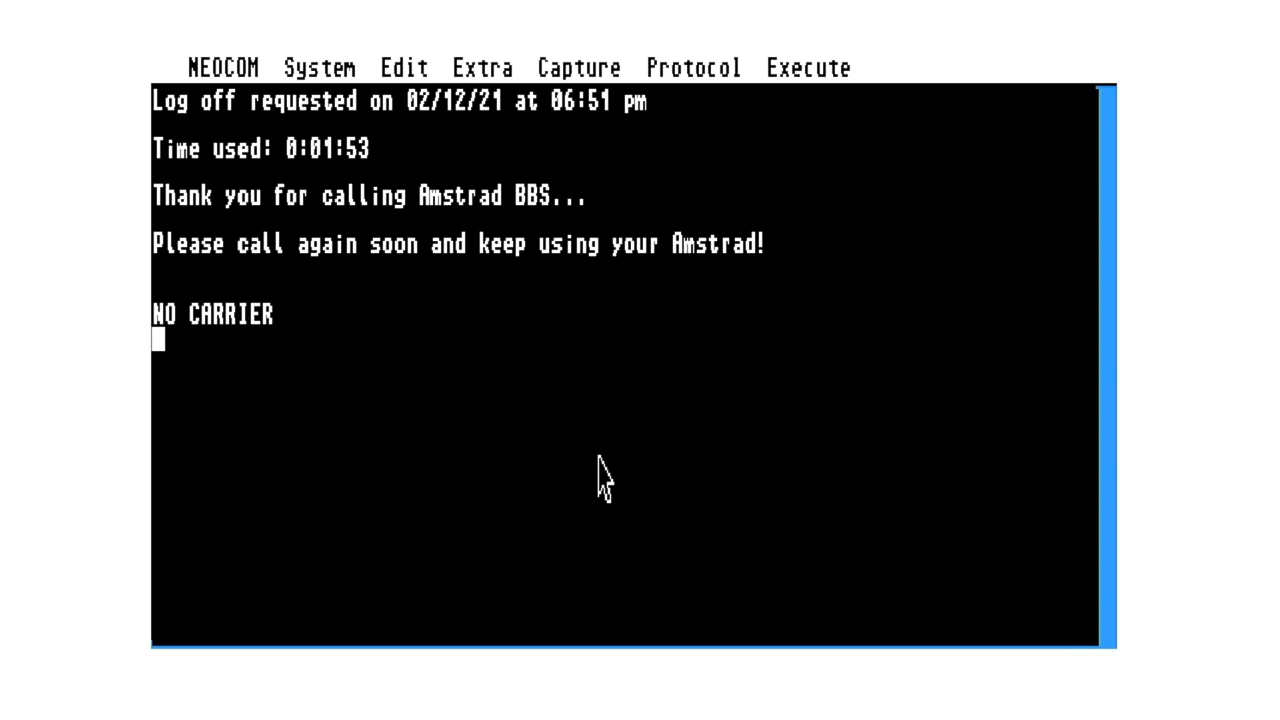 NEOCOM System Edit Extra Capture Protocol Execute
Log off requested on 02/12/21 at 06:51 pm
Time used: 0:01:53
Thank you for calling Amstrad BBS...
Please call again soon and keep using your Amstrad!
NO CARRIER